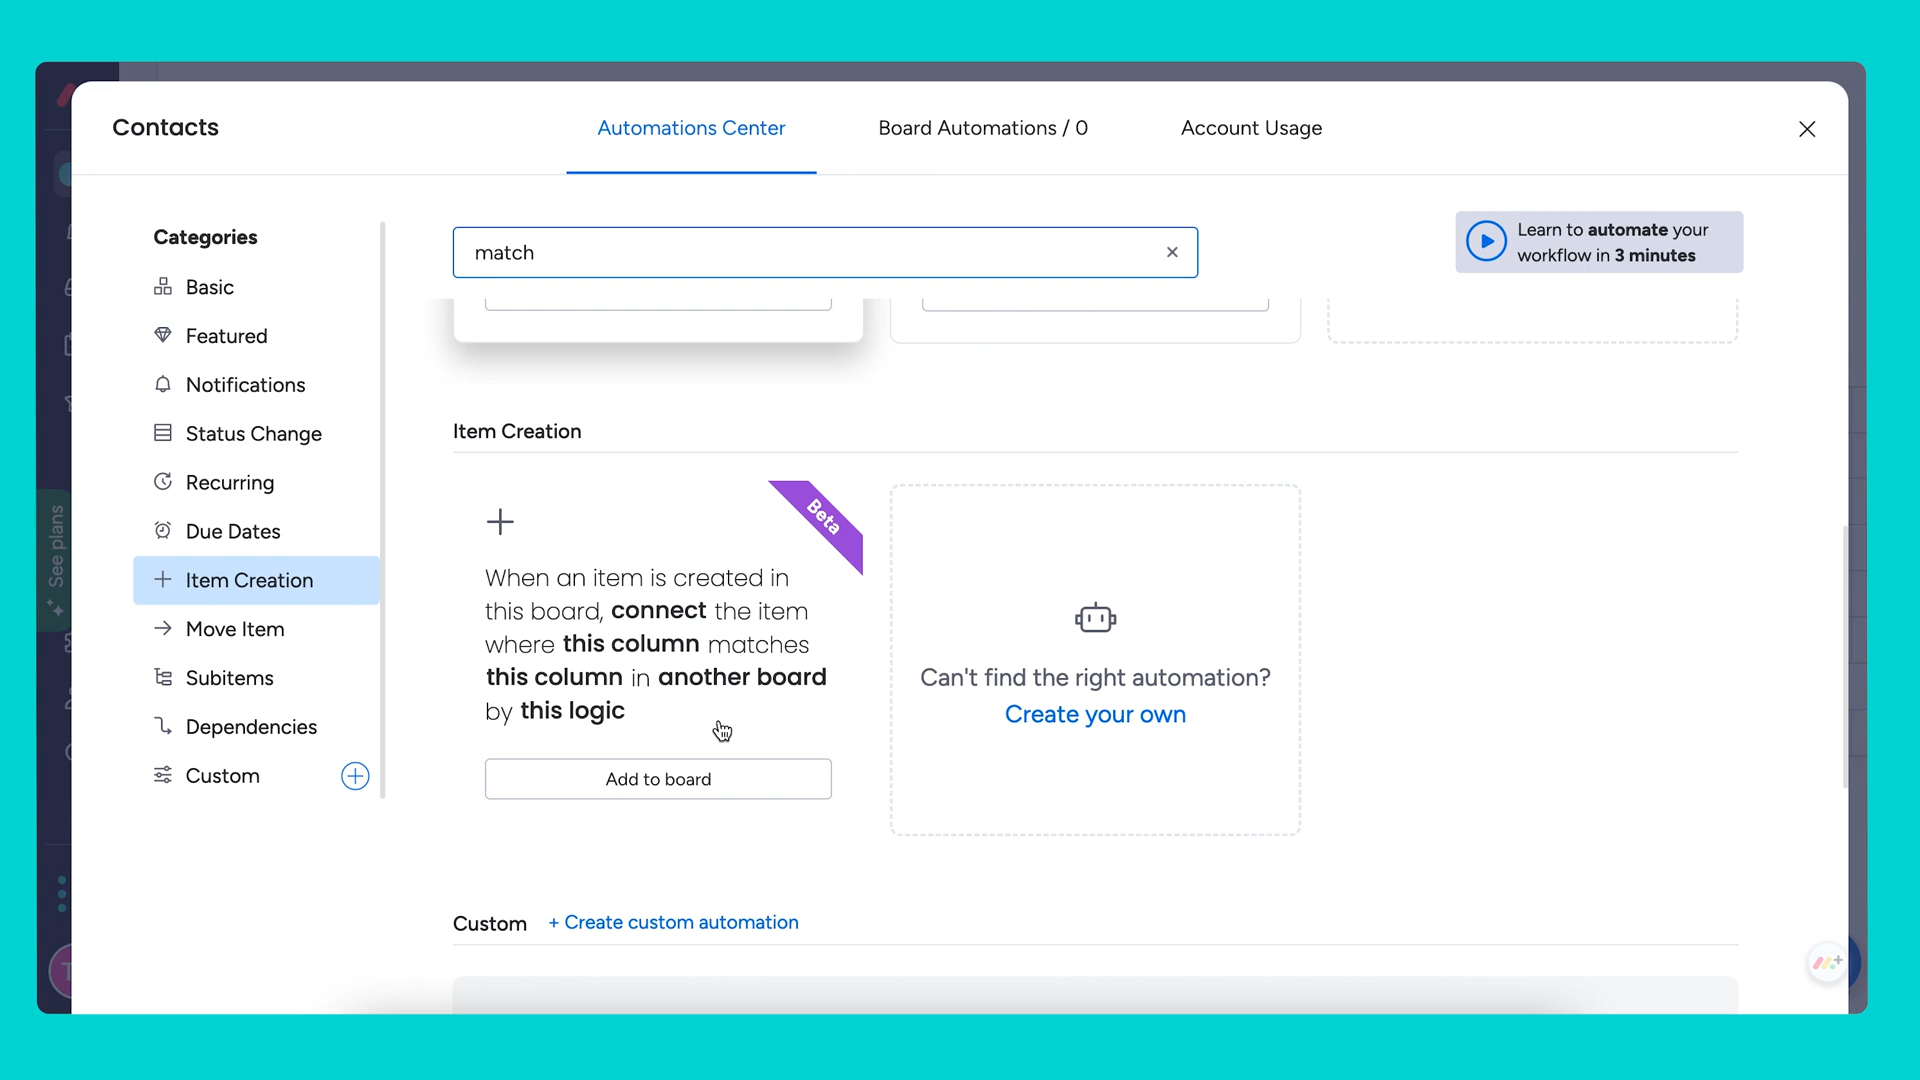 Contacts
Automations Center
Board Automations / 0
Account Usage
Categories
Basic
Featured
Notifications
Status Change
Recurring
Due Dates
Item Creation
Move Item
Subitems
Dependencies
Custom
See plans
match
Learn to automate your
workflow in 3 minutes
Item Creation
Beta
When an item is created in
this board, connect the item
where this column matches
this column in another board
by this logic
Add to board
Can't find the right automation?
Create your own
Custom
+ Create custom automation
T